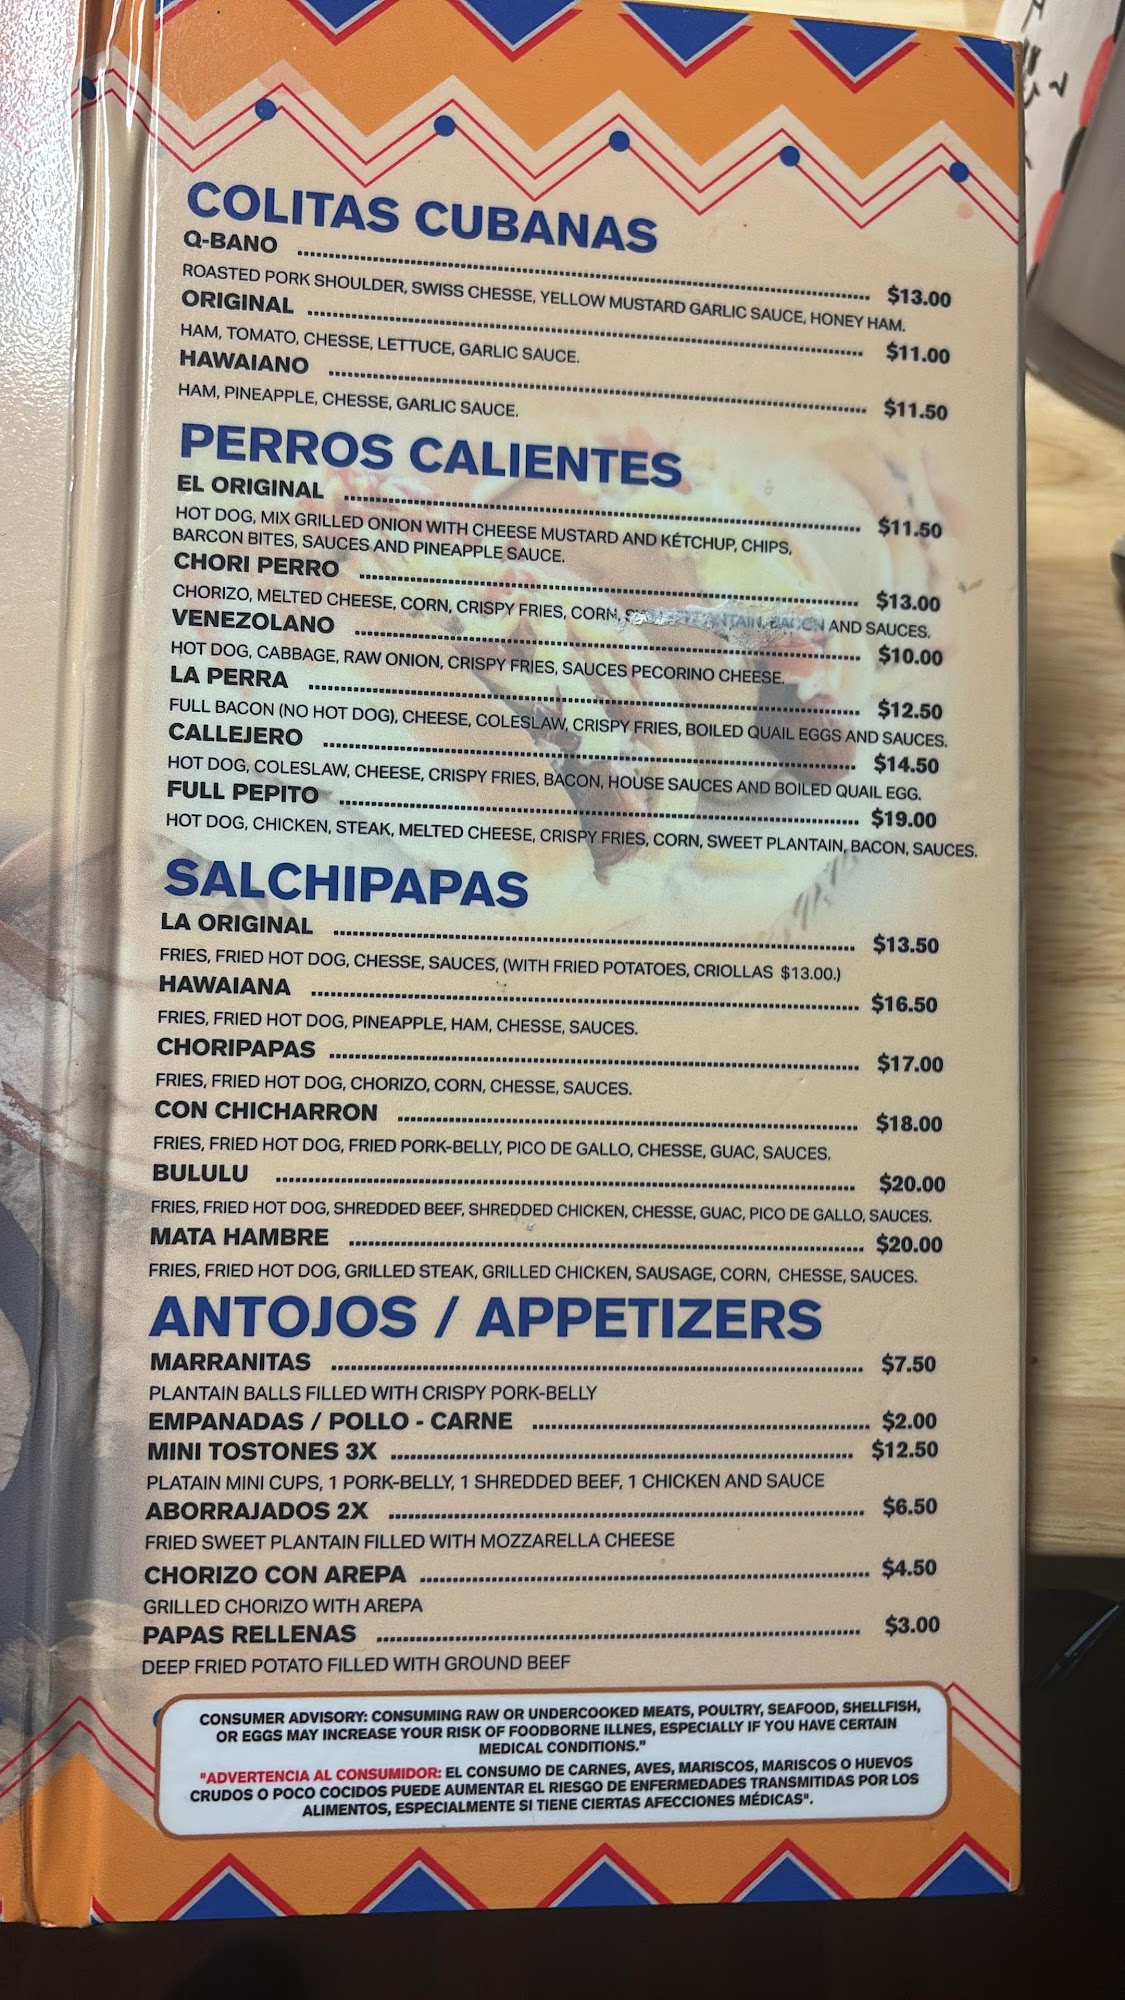 COLITAS CUBANAS
Q-BANO ........ $13.00
ROASTED PORK SHOULDER, SWISS CHESSE, YELLOW MUSTARD GARLIC SAUCE, HONEY HAM.
ORIGINAL ........ $11.00
HAM, TOMATO, CHESSE, LETTUCE, GARLIC SAUCE.
HAWAIANO ........ $11.50
HAM, PINEAPPLE, CHESSE, GARLIC SAUCE.
PERROS CALIENTES
EL ORIGINAL ........ $11.50
HOT DOG, MIX GRILLED ONION WITH CHEESE MUSTARD AND KÉTCHUP, CHIPS,
BARCON BITES, SAUCES AND PINEAPPLE SAUCE.
CHORI PERRO ........ $13.00
CHORIZO, MELTED CHEESE, CORN, CRISPY FRIES, CORN, BACON AND SAUCES.
VENEZOLANO ........ $10.00
HOT DOG, CABBAGE, RAW ONION, CRISPY FRIES, SAUCES PECORINO CHEESE.
LA PERRA ........ $12.50
FULL BACON (NO HOT DOG), CHEESE, COLESLAW, CRISPY FRIES, BOILED QUAIL EGGS AND SAUCES.
CALLEJERO ........ $14.50
HOT DOG, COLESLAW, CHEESE, CRISPY FRIES, BACON, HOUSE SAUCES AND BOILED QUAIL EGG.
FULL PEPITO ........ $19.00
HOT DOG, CHICKEN, STEAK, MELTED CHEESE, CRISPY FRIES, CORN, SWEET PLANTAIN, BACON, SAUCES.
SALCHIPAPAS
LA ORIGINAL ........ $13.50
FRIES, FRIED HOT DOG, CHESSE, SAUCES, (WITH FRIED POTATOES, CRIOLLAS $13.00.)
HAWAIANA ........ $16.50
FRIES, FRIED HOT DOG, PINEAPPLE, HAM, CHESSE, SAUCES.
CHORIPAPAS ........ $17.00
FRIES, FRIED HOT DOG, CHORIZO, CORN, CHESSE, SAUCES.
CON CHICHARRON ........ $18.00
FRIES, FRIED HOT DOG, FRIED PORK-BELLY, PICO DE GALLO, CHESSE, GUAC, SAUCES.
BULULU ........ $20.00
FRIES, FRIED HOT DOG, SHREDDED BEEF, SHREDDED CHICKEN, CHESSE, GUAC, PICO DE GALLO, SAUCES.
MATA HAMBRE ........ $20.00
FRIES, FRIED HOT DOG, GRILLED STEAK, GRILLED CHICKEN, SAUSAGE, CORN, CHESSE, SAUCES.
ANTOJOS / APPETIZERS
MARRANITAS ........ $7.50
PLANTAIN BALLS FILLED WITH CRISPY PORK-BELLY
EMPANADAS / POLLO - CARNE ........ $2.00
MINI TOSTONES 3X ........ $12.50
PLATAIN MINI CUPS, 1 PORK-BELLY, 1 SHREDDED BEEF, 1 CHICKEN AND SAUCE
ABORRAJADOS 2X ........ $6.50
FRIED SWEET PLANTAIN FILLED WITH MOZZARELLA CHEESE
CHORIZO CON AREPA ........ $4.50
GRILLED CHORIZO WITH AREPA
PAPAS RELLENAS ........ $3.00
DEEP FRIED POTATO FILLED WITH GROUND BEEF
CONSUMER ADVISORY: CONSUMING RAW OR UNDERCOOKED MEATS, POULTRY, SEAFOOD, SHELLFISH,
OR EGGS MAY INCREASE YOUR RISK OF FOODBORNE ILLNES, ESPECIALLY IF YOU HAVE CERTAIN
MEDICAL CONDITIONS."
"ADVERTENCIA AL CONSUMIDOR: EL CONSUMO DE CARNES, AVES, MARISCOS, MARISCOS O HUEVOS
CRUDOS O POCO COCIDOS PUEDE AUMENTAR EL RIESGO DE ENFERMEDADES TRANSMITIDAS POR LOS
ALIMENTOS, ESPECIALMENTE SI TIENE CIERTAS AFECCIONES MÉDICAS".